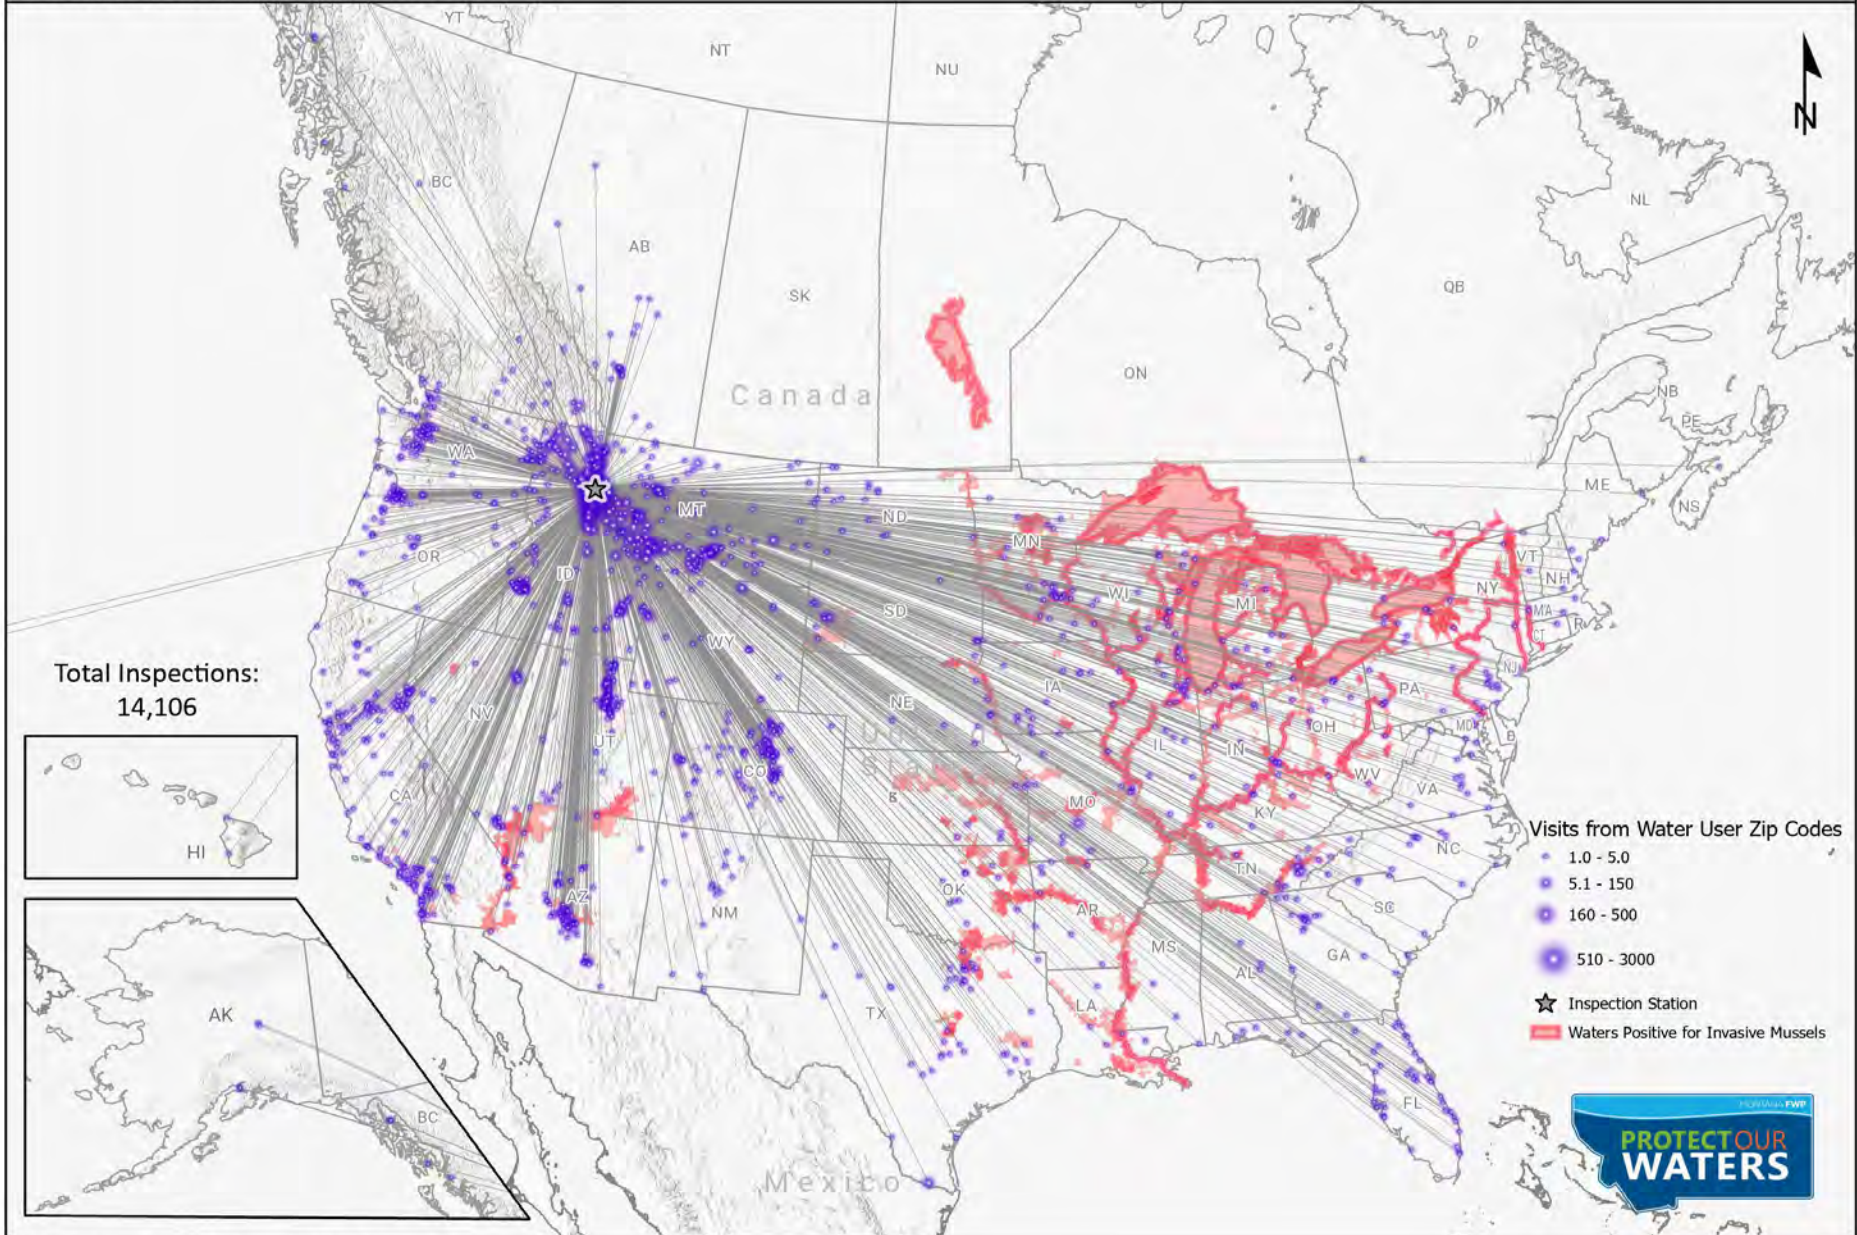 YT
NT
NU
N
BC
AB
SK
NL
QB
ON
Canada
NB
PE
ME
NS
WA
MT
ND
MN
VT
NH
NY
MA
R
CT
OR
ID
WI
MI
SD
WY
IA
NE
PA
NJ
Total Inspections:
14,106
NV
UT
CO
OH
MD
IL
IN
WV
VA
CA
MO
KY
HI
Visits from Water User Zip Codes
1.0 - 5.0
5.1 - 150
160 - 500
510 - 3000
Inspection Station
Waters Positive for Invasive Mussels
NC
TN
AZ
NM
OK
AR
SC
MS
AL
GA
TX
LA
FL
AK
BC
Mexico
MONTANA FWP
PROTECT OUR
WATERS